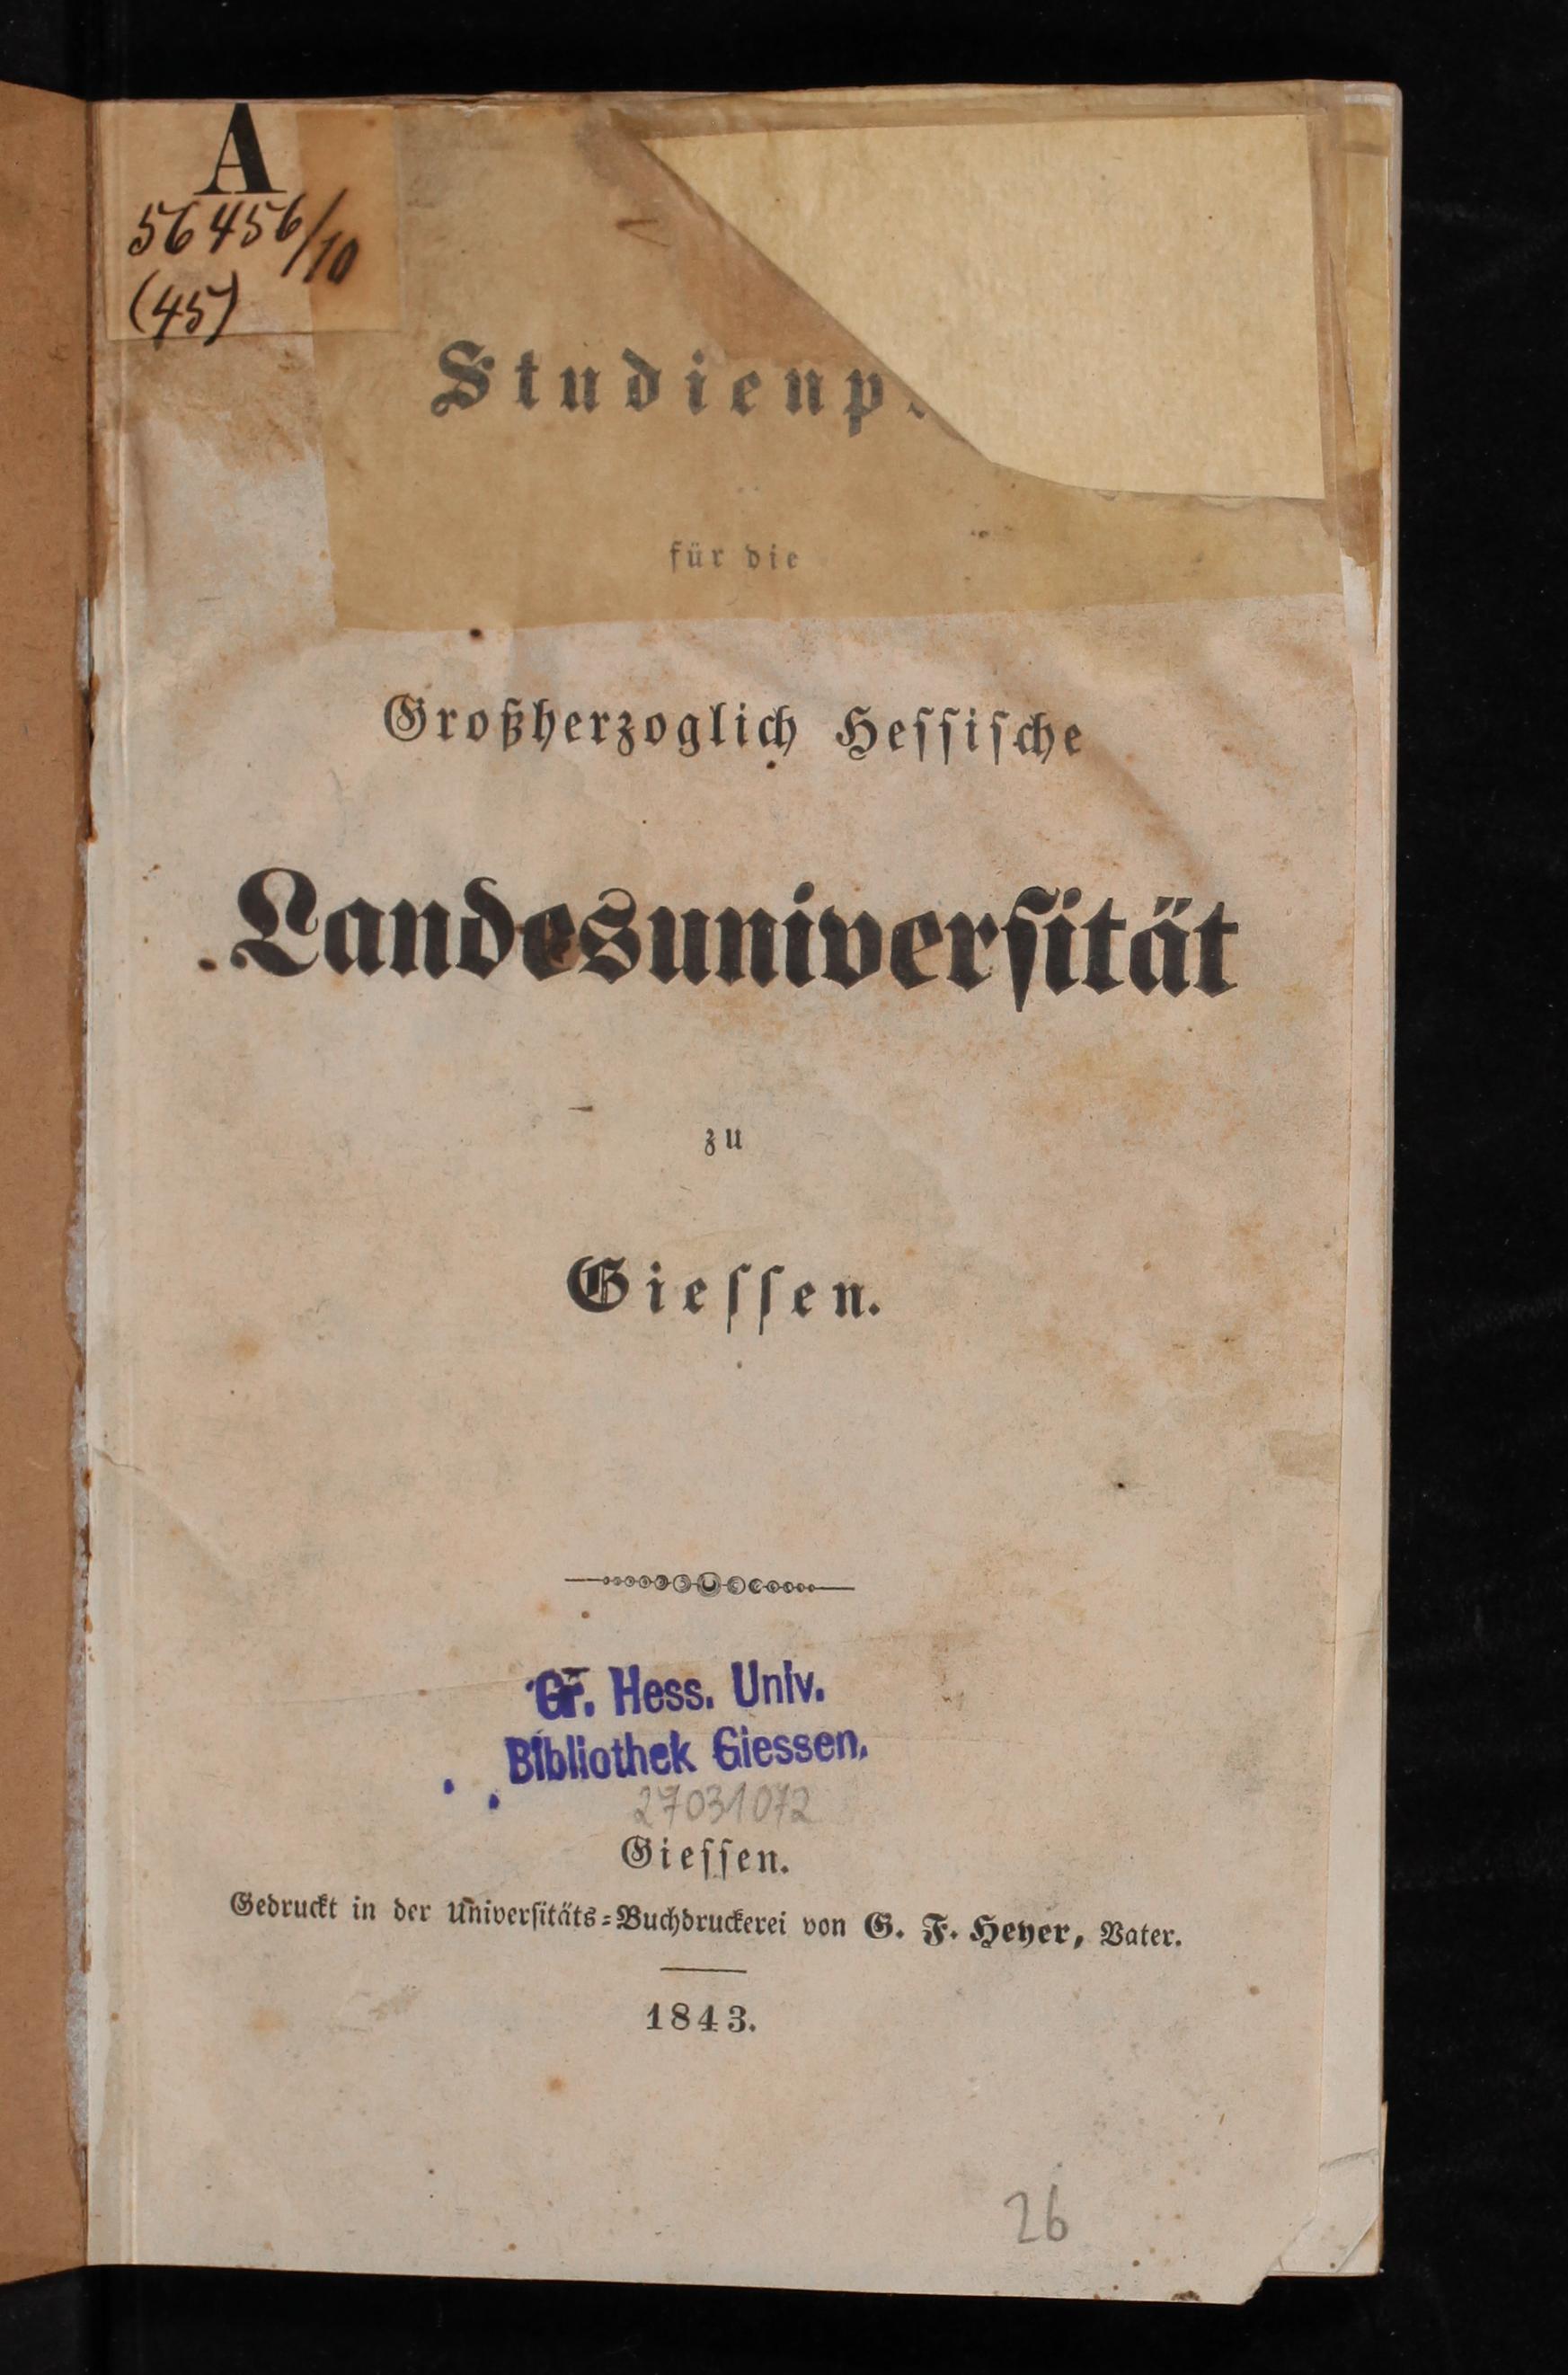 A
56456/10
(45)
Studienp
für die
Großherzoglich Hessische
Landesuniversität
zu
Giessen.
Gr. Hess. Univ.
Bibliothek Giessen.
27031072
Giessen.
Gedruckt in der Universitäts-Buchdruckerei von G. F. Heyer, Vater.
1843.
26